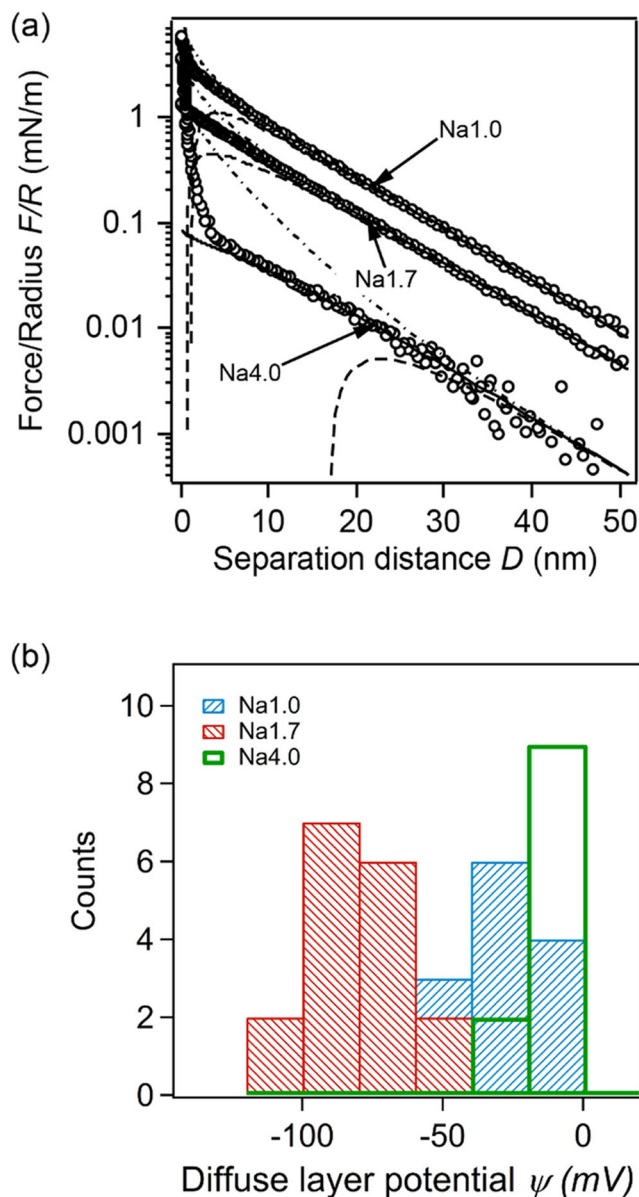 (a)
Force/Radius F/R (mN/m)
1
0.1
0.01
0.001
Na1.0
Na1.7
Na4.0
0 10 20 30 40 50
Separation distance D (nm)
(b)
Counts
10
8
6
4
2
0
Na1.0
Na1.7
Na4.0
-100 -50 0
Diffuse layer potential ψ (mV)